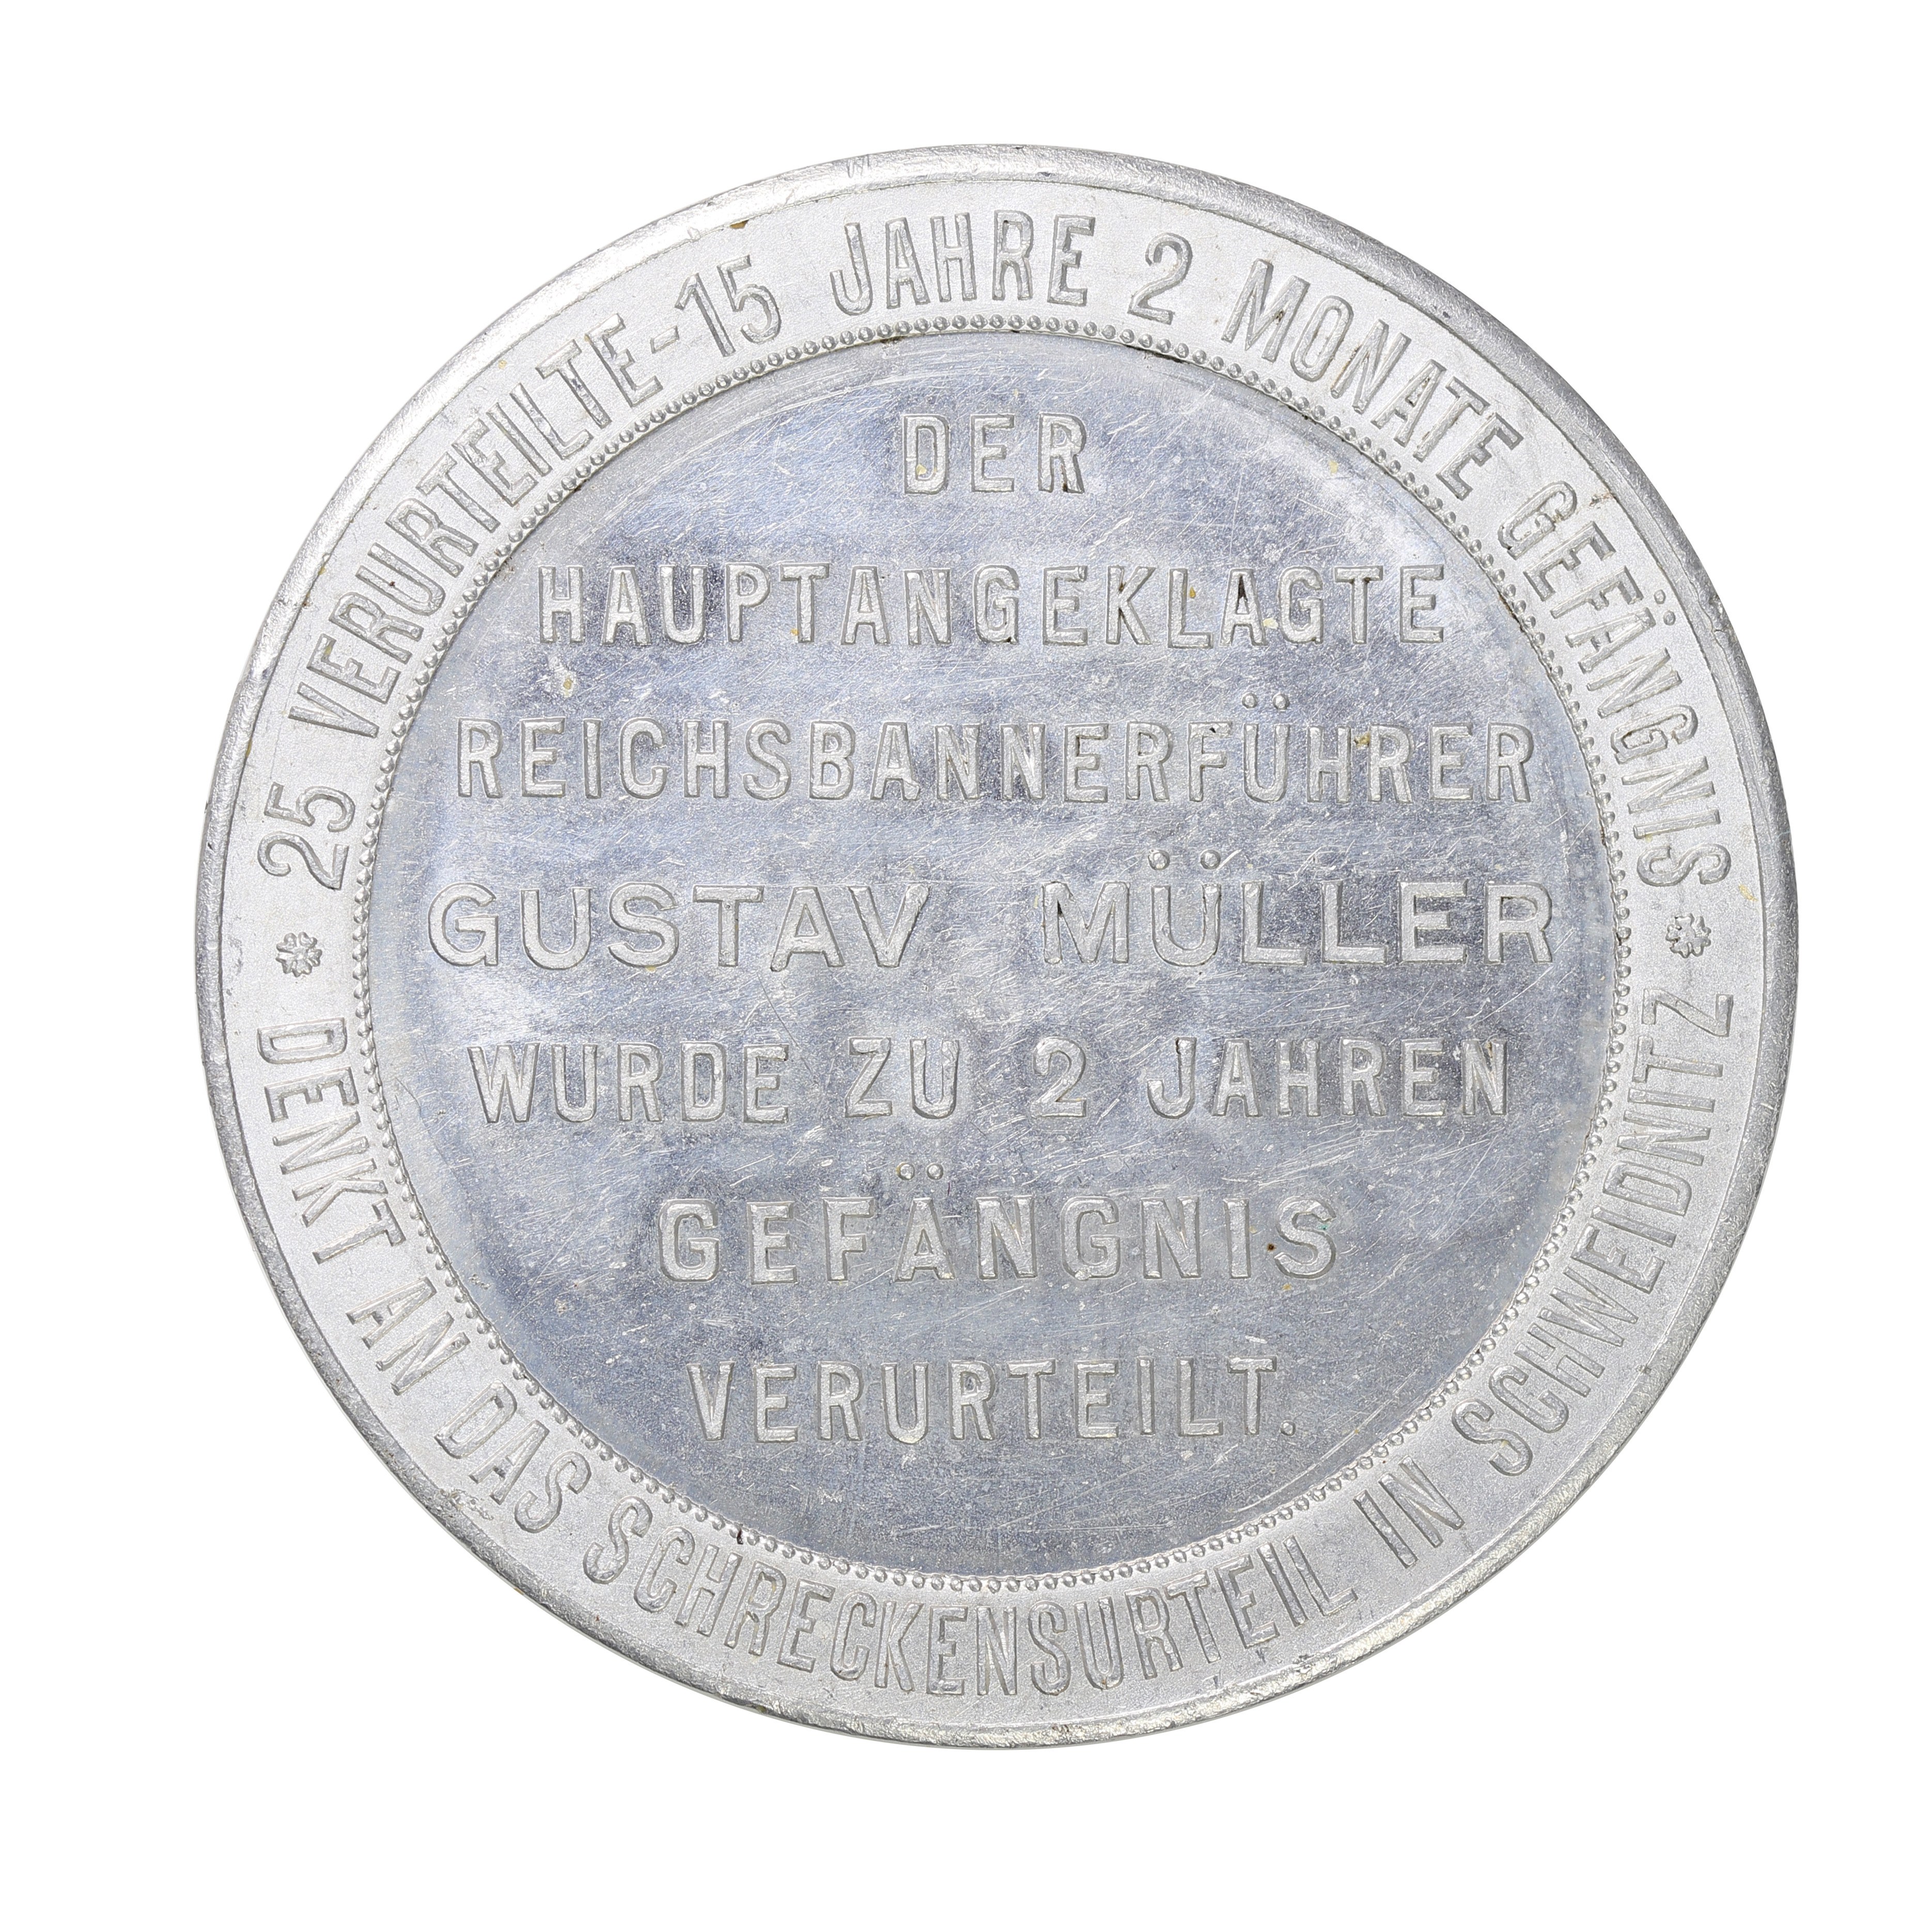 25 VERURTEILTE-15 JAHRE 2 MONATE GEFÄNGNIS
DER
HAUPTANGEKLAGTE
REICHSBANNERFÜHRER
GUSTAV MÜLLER
WURDE ZU 2 JAHREN
GEFÄNGNIS
VERURTEILT.
DENKT AN DAS SCHRECKENSURTEIL IN SCHWEIDNITZ